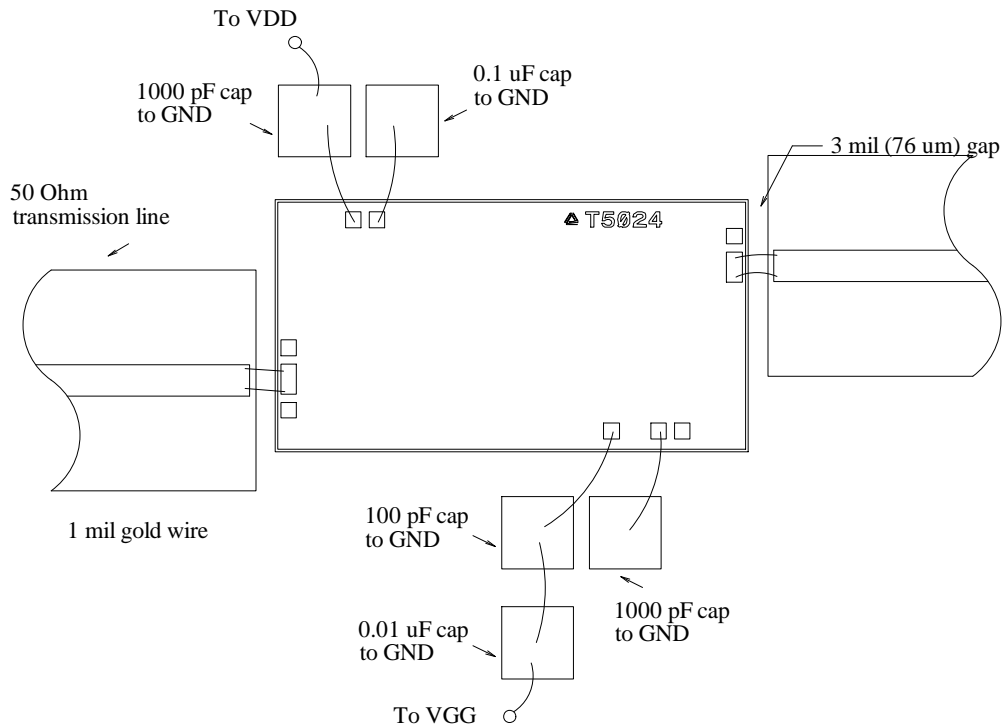 To VDD
1000 pF cap
to GND
0.1 uF cap
to GND
3 mil (76 um) gap
50 Ohm
transmission line
T5024
1 mil gold wire
100 pF cap
to GND
1000 pF cap
to GND
0.01 uF cap
to GND
To VGG